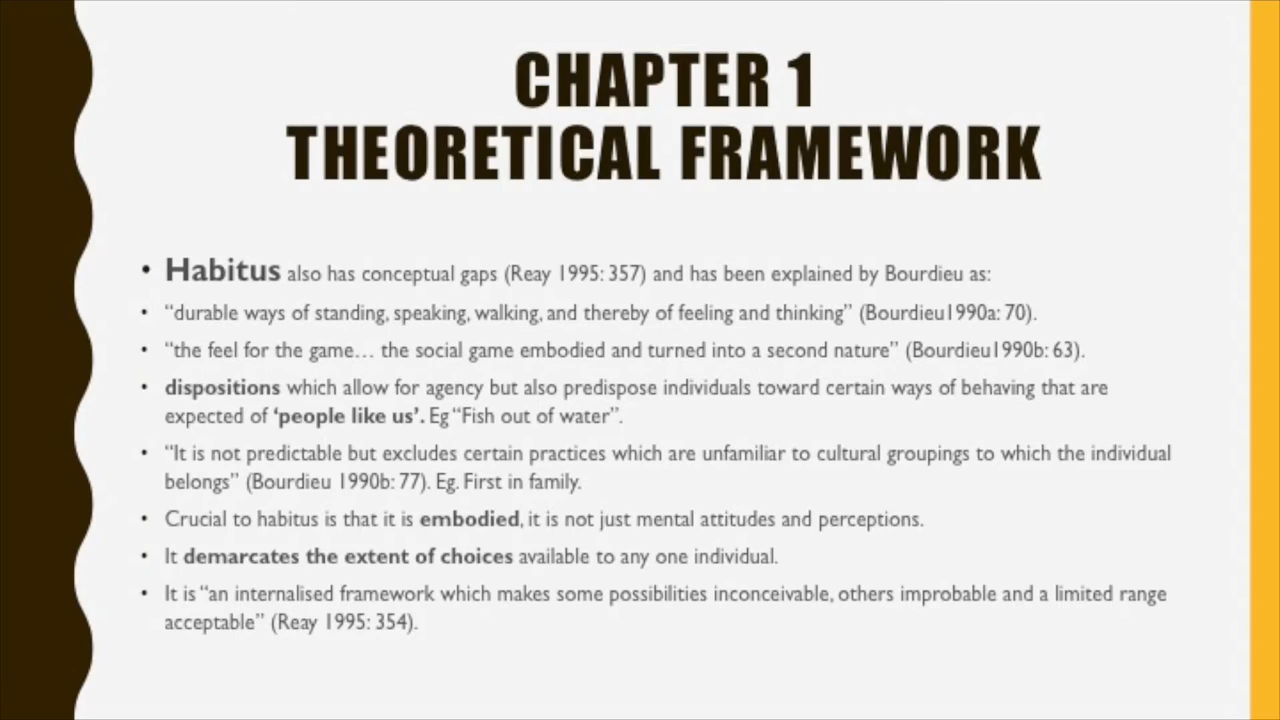 CHAPTER 1
THEORETICAL FRAMEWORK
• Habitus also has conceptual gaps (Reay 1995: 357) and has been explained by Bourdieu as:
• “durable ways of standing, speaking, walking, and thereby of feeling and thinking” (Bourdieu1990a: 70).
• “the feel for the game… the social game embodied and turned into a second nature” (Bourdieu1990b: 63).
• dispositions which allow for agency but also predispose individuals toward certain ways of behaving that are
expected of ‘people like us’. Eg “Fish out of water”.
• “It is not predictable but excludes certain practices which are unfamiliar to cultural groupings to which the individual
belongs” (Bourdieu 1990b: 77). Eg. First in family.
• Crucial to habitus is that it is embodied, it is not just mental attitudes and perceptions.
• It demarcates the extent of choices available to any one individual.
• It is “an internalised framework which makes some possibilities inconceivable, others improbable and a limited range
acceptable” (Reay 1995: 354).